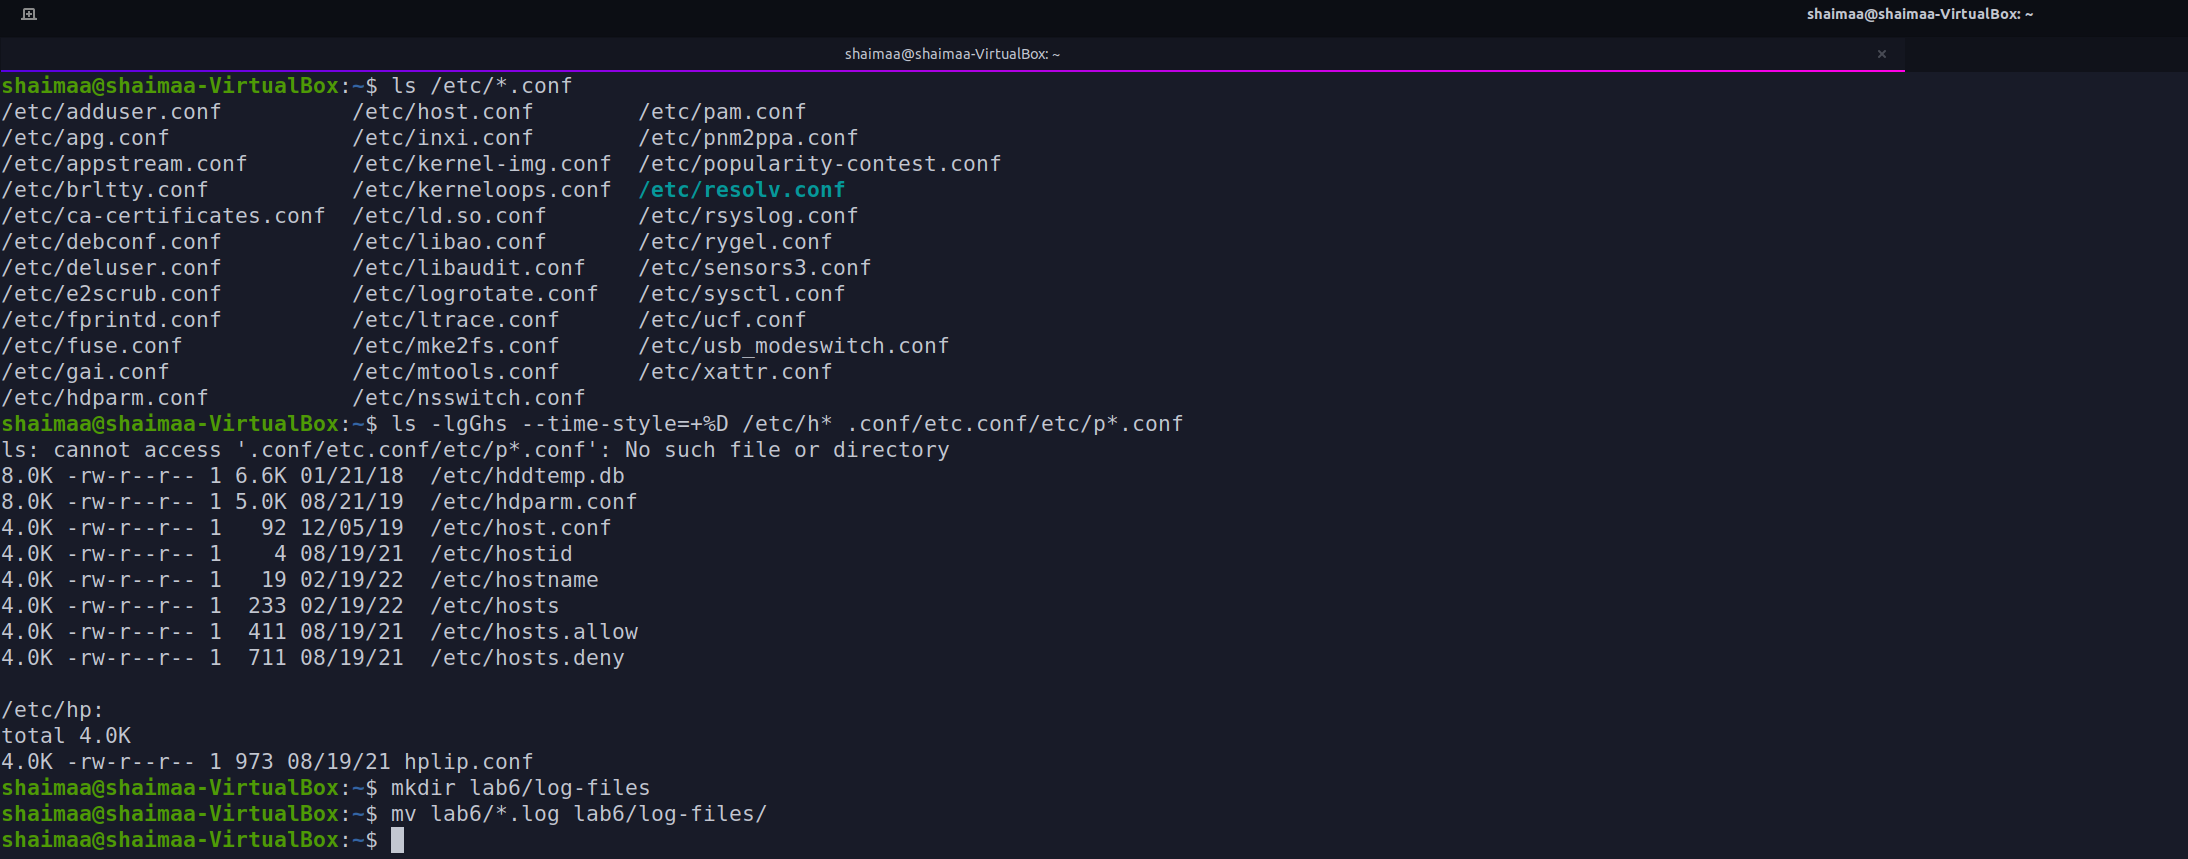 shaimaa@shaimaa-VirtualBox: ~
shaimaa@shaimaa-VirtualBox: ~ ×
shaimaa@shaimaa-VirtualBox:~$ ls /etc/*.conf
/etc/adduser.conf /etc/host.conf /etc/pam.conf
/etc/apg.conf /etc/inxi.conf /etc/pnm2ppa.conf
/etc/appstream.conf /etc/kernel-img.conf /etc/popularity-contest.conf
/etc/brltty.conf /etc/kerneloops.conf /etc/resolv.conf
/etc/ca-certificates.conf /etc/ld.so.conf /etc/rsyslog.conf
/etc/debconf.conf /etc/libao.conf /etc/rygel.conf
/etc/deluser.conf /etc/libaudit.conf /etc/sensors3.conf
/etc/e2scrub.conf /etc/logrotate.conf /etc/sysctl.conf
/etc/fprintd.conf /etc/ltrace.conf /etc/ucf.conf
/etc/fuse.conf /etc/mke2fs.conf /etc/usb_modeswitch.conf
/etc/gai.conf /etc/mtools.conf /etc/xattr.conf
/etc/hdparm.conf /etc/nsswitch.conf
shaimaa@shaimaa-VirtualBox:~$ ls -lgGhs --time-style=+%D /etc/h* .conf/etc.conf/etc/p*.conf
ls: cannot access '.conf/etc.conf/etc/p*.conf': No such file or directory
8.0K -rw-r--r-- 1 6.6K 01/21/18 /etc/hddtemp.db
8.0K -rw-r--r-- 1 5.0K 08/21/19 /etc/hdparm.conf
4.0K -rw-r--r-- 1 92 12/05/19 /etc/host.conf
4.0K -rw-r--r-- 1 4 08/19/21 /etc/hostid
4.0K -rw-r--r-- 1 19 02/19/22 /etc/hostname
4.0K -rw-r--r-- 1 233 02/19/22 /etc/hosts
4.0K -rw-r--r-- 1 411 08/19/21 /etc/hosts.allow
4.0K -rw-r--r-- 1 711 08/19/21 /etc/hosts.deny
/etc/hp:
total 4.0K
4.0K -rw-r--r-- 1 973 08/19/21 hplip.conf
shaimaa@shaimaa-VirtualBox:~$ mkdir lab6/log-files
shaimaa@shaimaa-VirtualBox:~$ mv lab6/*.log lab6/log-files/
shaimaa@shaimaa-VirtualBox:~$